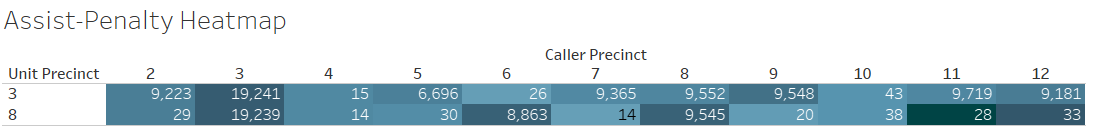 Assist-Penalty Heatmap
Caller Precinct
Unit Precinct 2 3 4 5 6 7 8 9 10 11 12
3 9,223 19,241 15 6,696 26 9,365 9,552 9,548 43 9,719 9,181
8 29 19,239 14 30 8,863 14 9,545 20 38 28 33